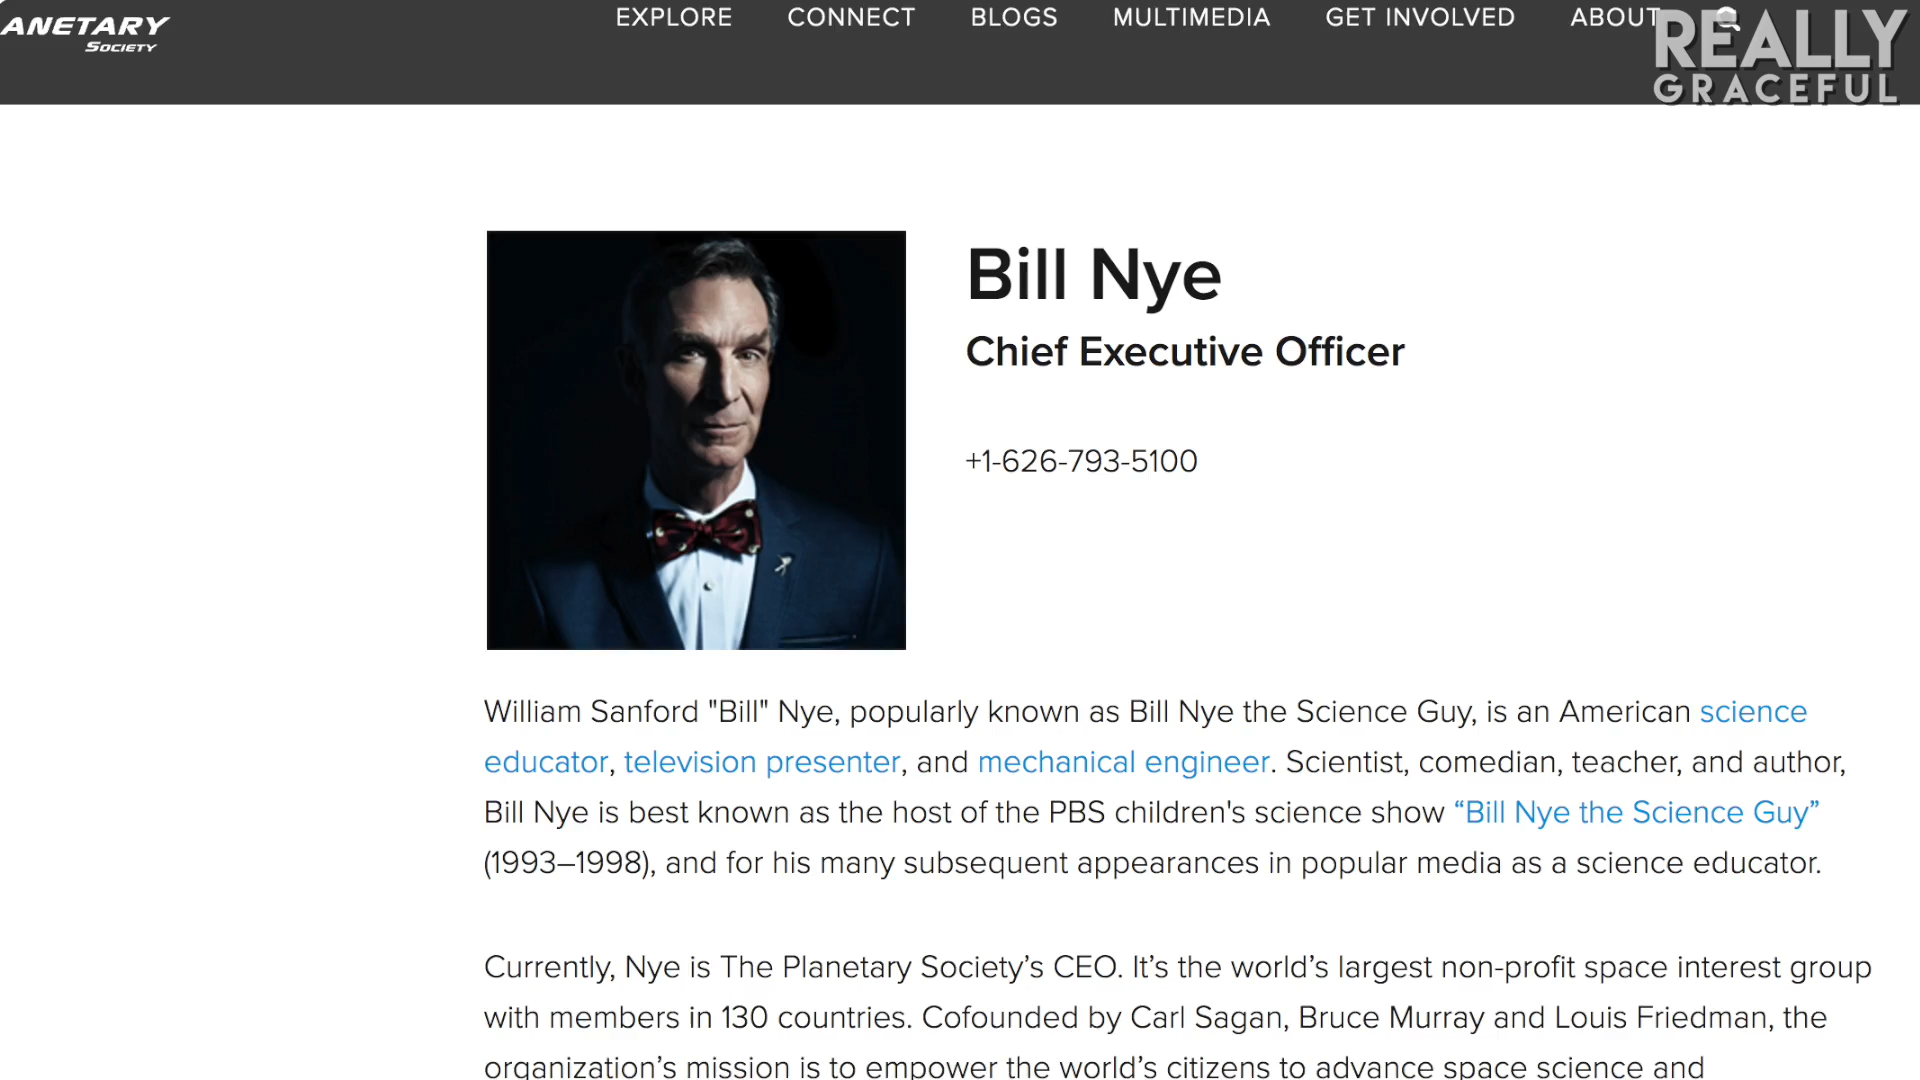 ANETARY
SOCIETY
EXPLORE CONNECT BLOGS MULTIMEDIA GET INVOLVED ABOUT
REALLY
GRACEFUL
Bill Nye
Chief Executive Officer
+1-626-793-5100
William Sanford "Bill" Nye, popularly known as Bill Nye the Science Guy, is an American science
educator, television presenter, and mechanical engineer. Scientist, comedian, teacher, and author,
Bill Nye is best known as the host of the PBS children's science show “Bill Nye the Science Guy”
(1993–1998), and for his many subsequent appearances in popular media as a science educator.
Currently, Nye is The Planetary Society’s CEO. It’s the world’s largest non-profit space interest group
with members in 130 countries. Cofounded by Carl Sagan, Bruce Murray and Louis Friedman, the
organization’s mission is to empower the world’s citizens to advance space science and